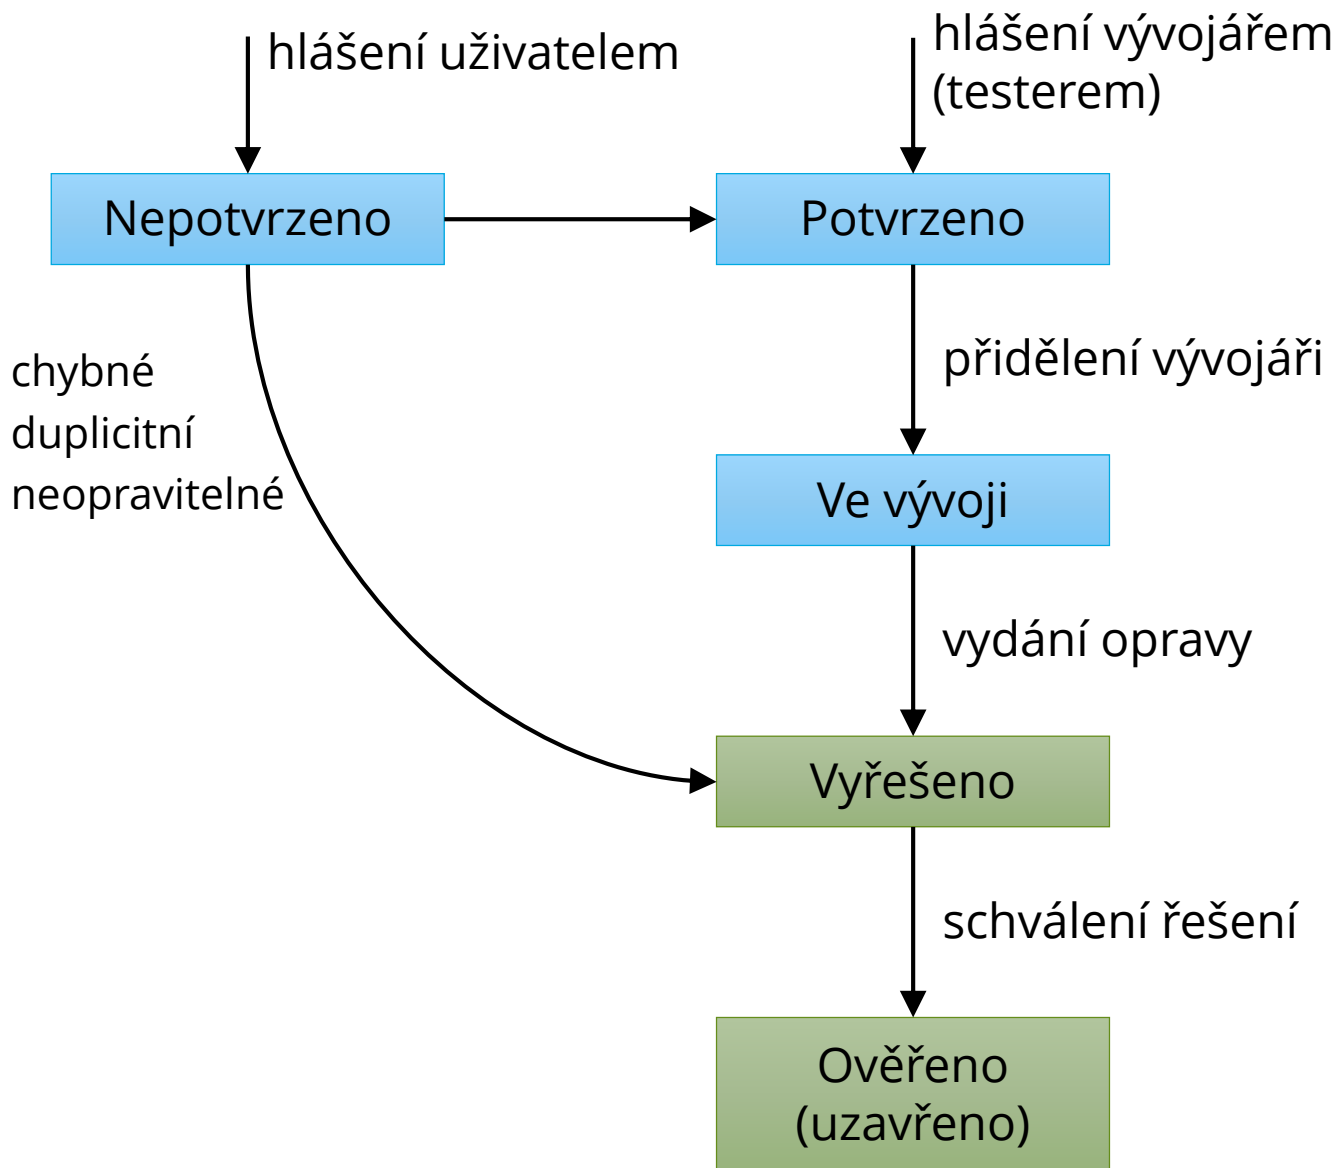 hlášení uživatelem
hlášení vývojářem
(testerem)
Nepotvrzeno
Potvrzeno
chybné
duplicitní
neopravitelné
přidělení vývojáři
Ve vývoji
vydání opravy
Vyřešeno
schválení řešení
Ověřeno
(uzavřeno)